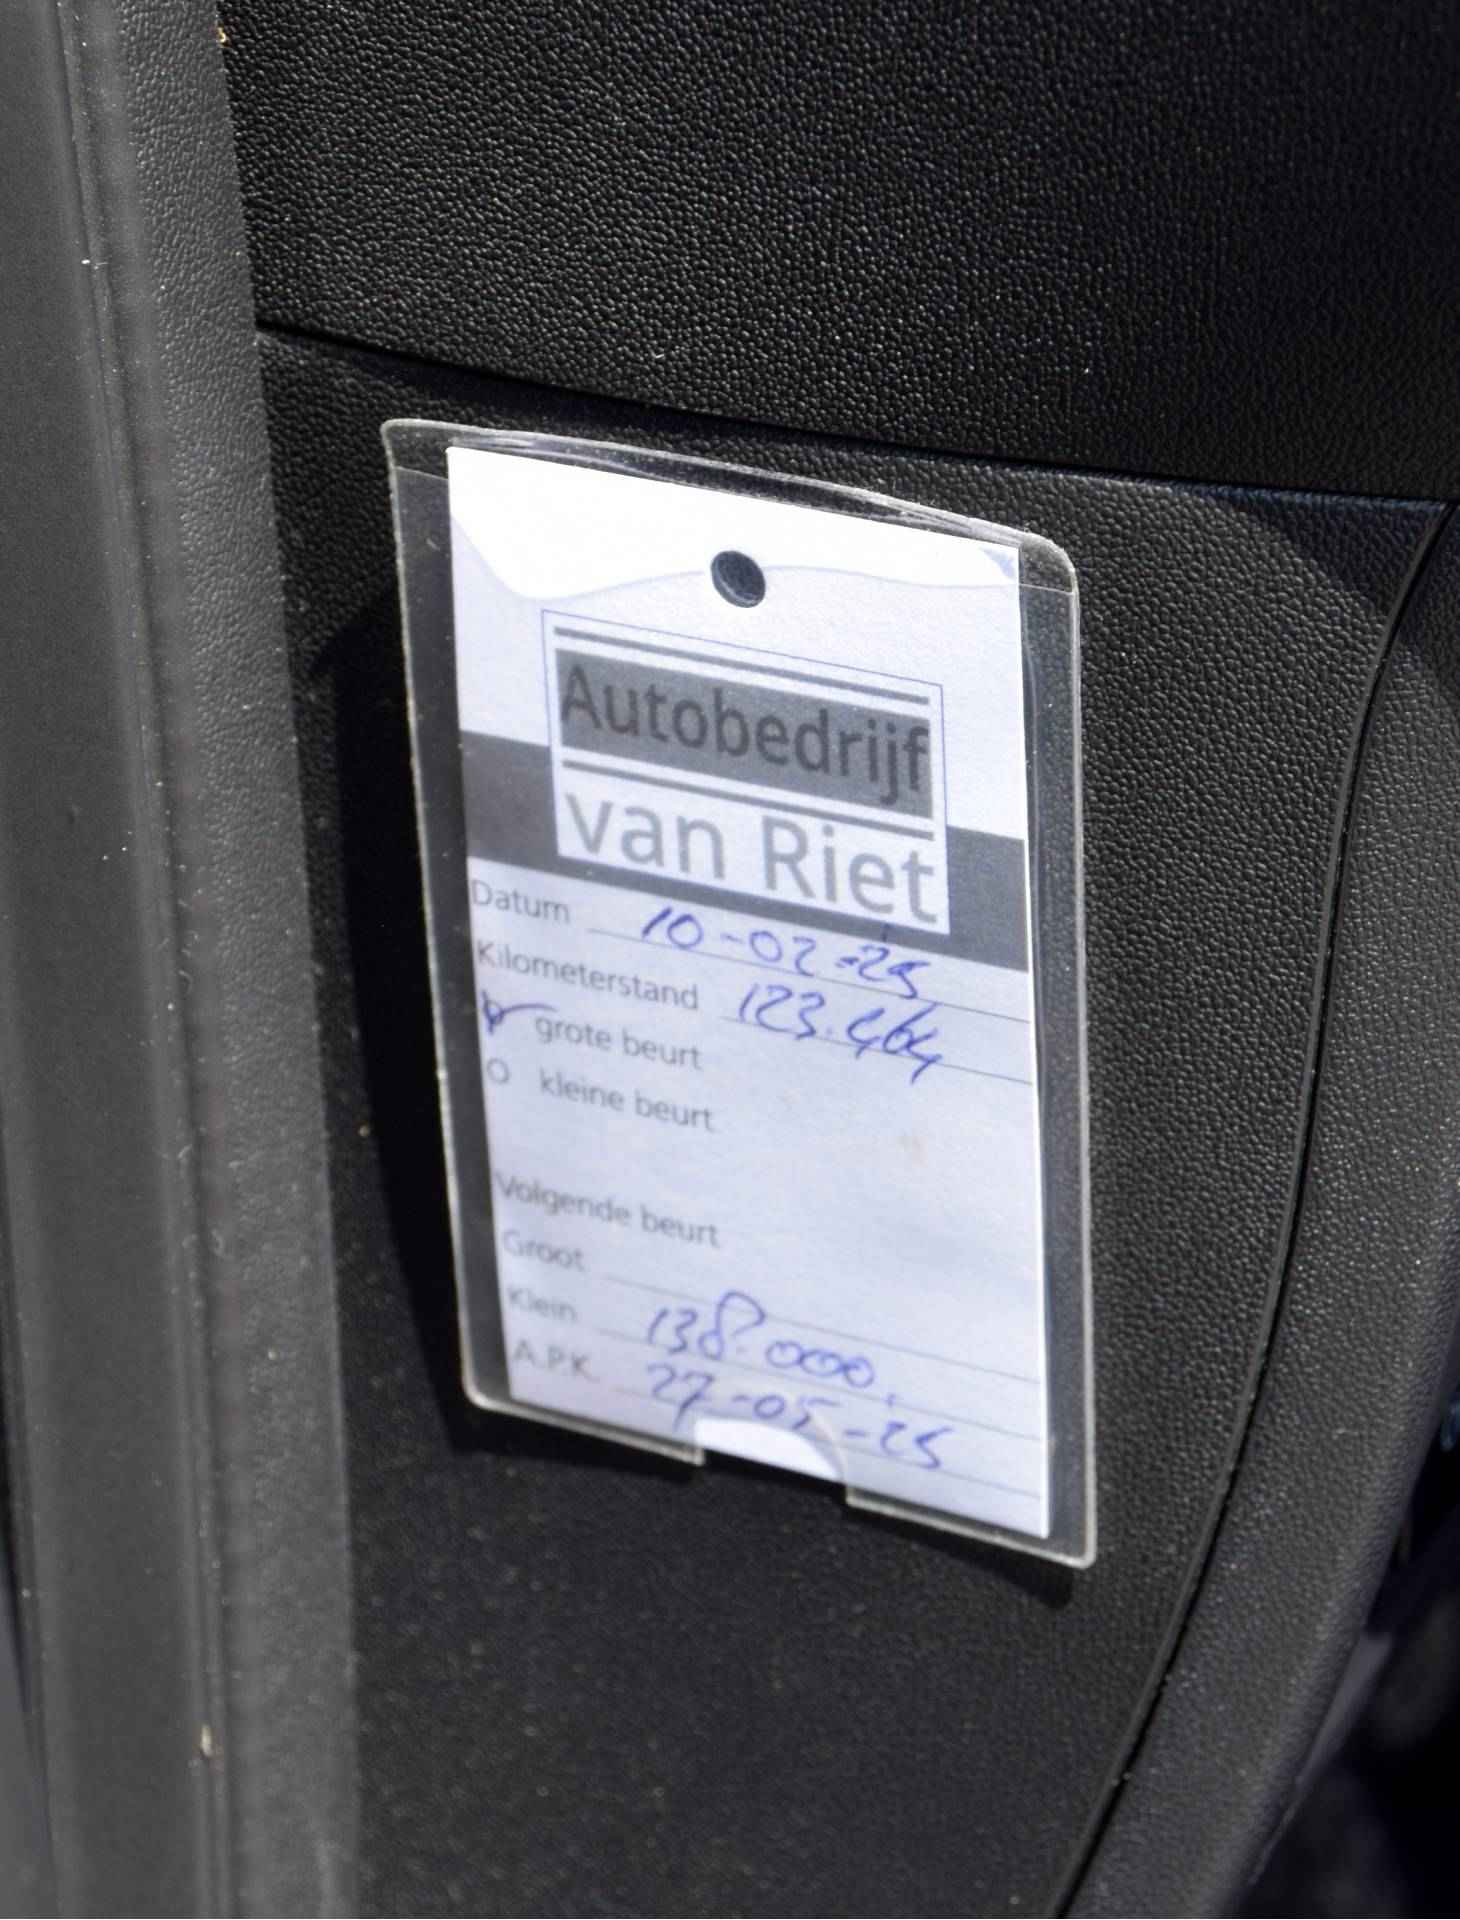 Autobedrijf
van Riet
Datum 10-02-25
Kilometerstand 123.464
grote beurt
O kleine beurt
Volgende beurt
Groot
Klein 138.000,
A.P.K. 27-05-25